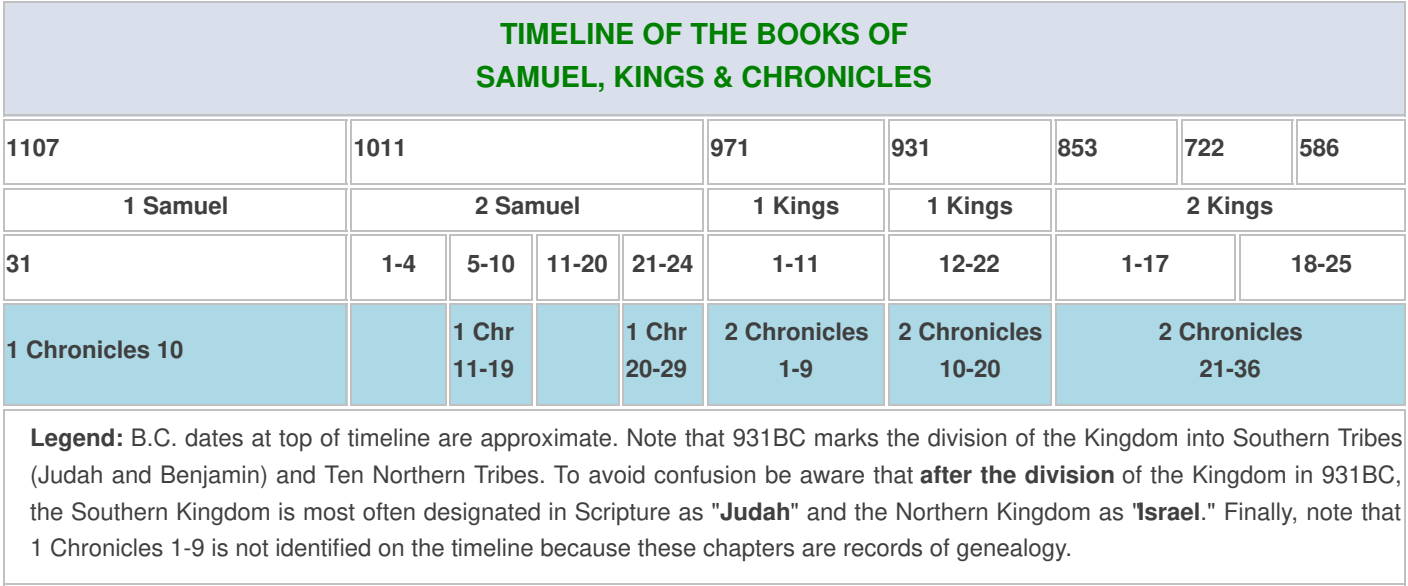 TIMELINE OF THE BOOKS OF
SAMUEL, KINGS & CHRONICLES
1107 1011 971 931 853 722 586
1 Samuel 2 Samuel 1 Kings 1 Kings 2 Kings
31 1-4 5-10 11-20 21-24 1-11 12-22 1-17 18-25
1 Chronicles 10 1 Chr 11-19 1 Chr 20-29 2 Chronicles 1-9 2 Chronicles 10-20 2 Chronicles 21-36
Legend: B.C. dates at top of timeline are approximate. Note that 931BC marks the division of the Kingdom into Southern Tribes
(Judah and Benjamin) and Ten Northern Tribes. To avoid confusion be aware that after the division of the Kingdom in 931BC,
the Southern Kingdom is most often designated in Scripture as "Judah" and the Northern Kingdom as "Israel." Finally, note that
1 Chronicles 1-9 is not identified on the timeline because these chapters are records of genealogy.